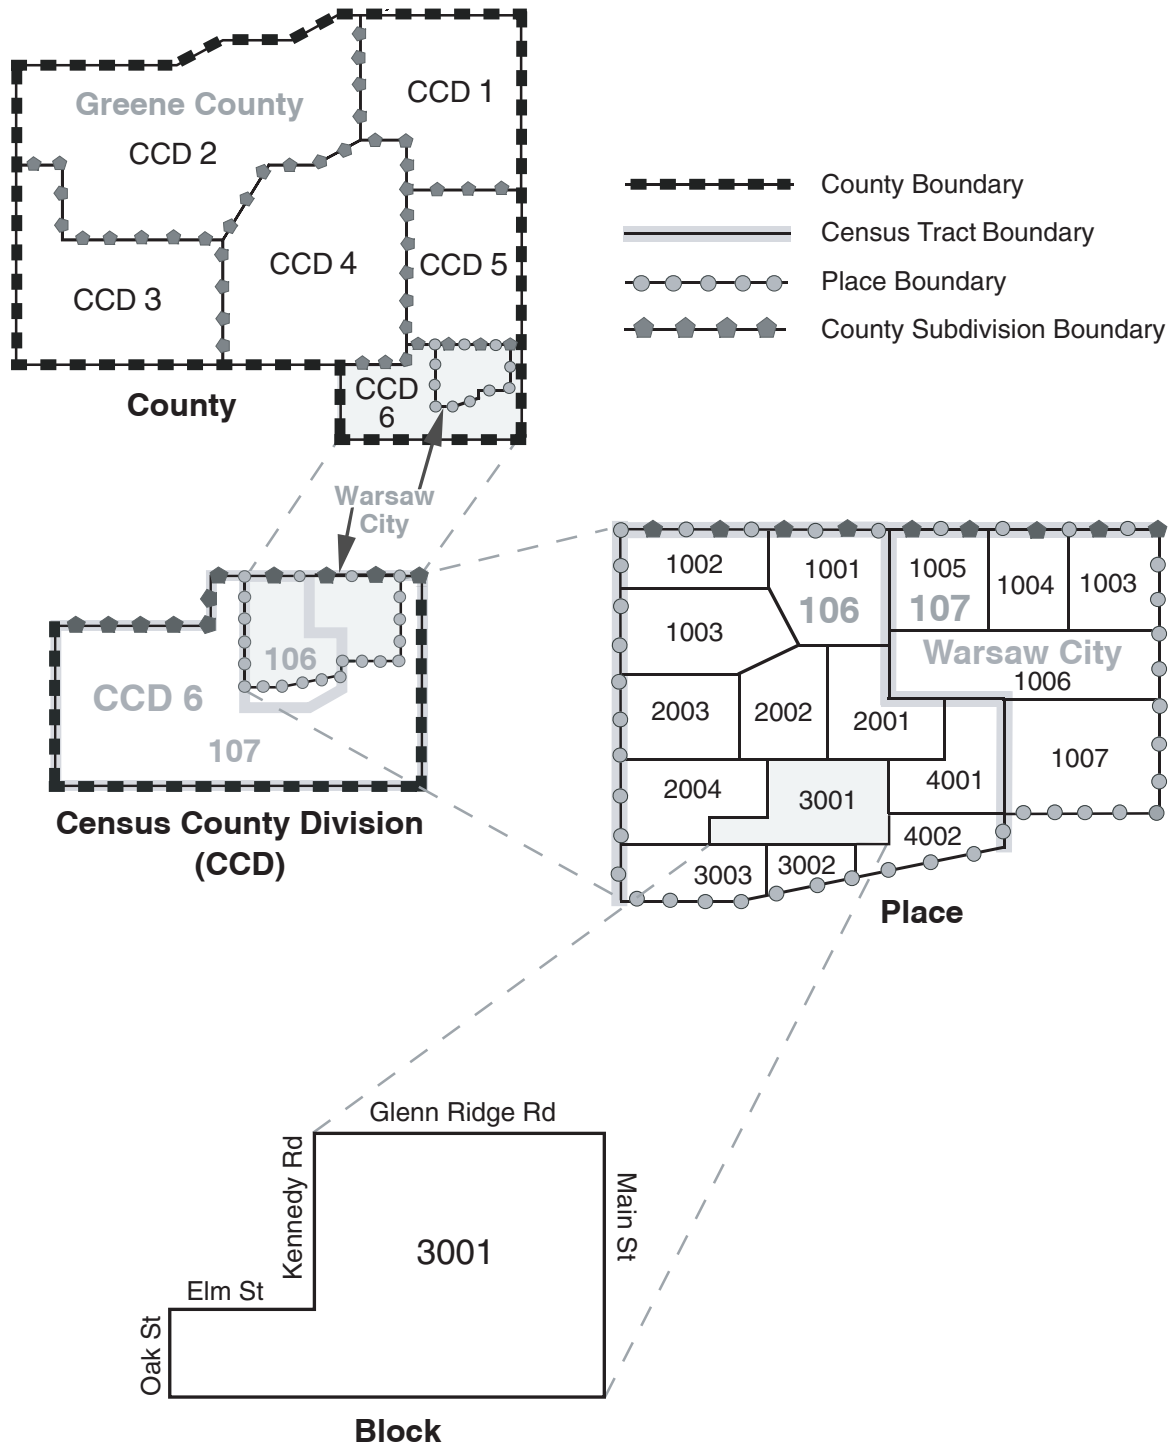 CCD 1
Greene County
CCD 2
CCD 4
CCD 5
CCD 3
CCD
6
County
County Boundary
Census Tract Boundary
Place Boundary
County Subdivision Boundary
Warsaw
City
106
CCD 6
107
Census County Division
(CCD)
1002
1001
1005
1004
1003
106
107
1003
Warsaw City
1006
2003
2002
2001
1007
2004
3001
4001
4002
3003
3002
Place
Glenn Ridge Rd
Kennedy Rd
Main St
3001
Elm St
Oak St
Block